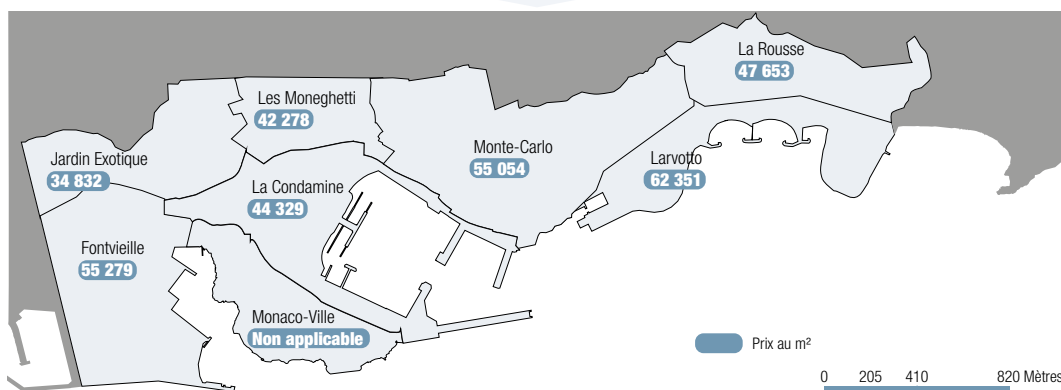 La Rousse
47 653
Les Moneghetti
42 278
Monte-Carlo
55 054
Jardin Exotique
34 832
Larvotto
62 351
La Condamine
44 329
Fontvieille
55 279
Monaco-Ville
Non applicable
Prix au m²
0 205 410 820 Mètres